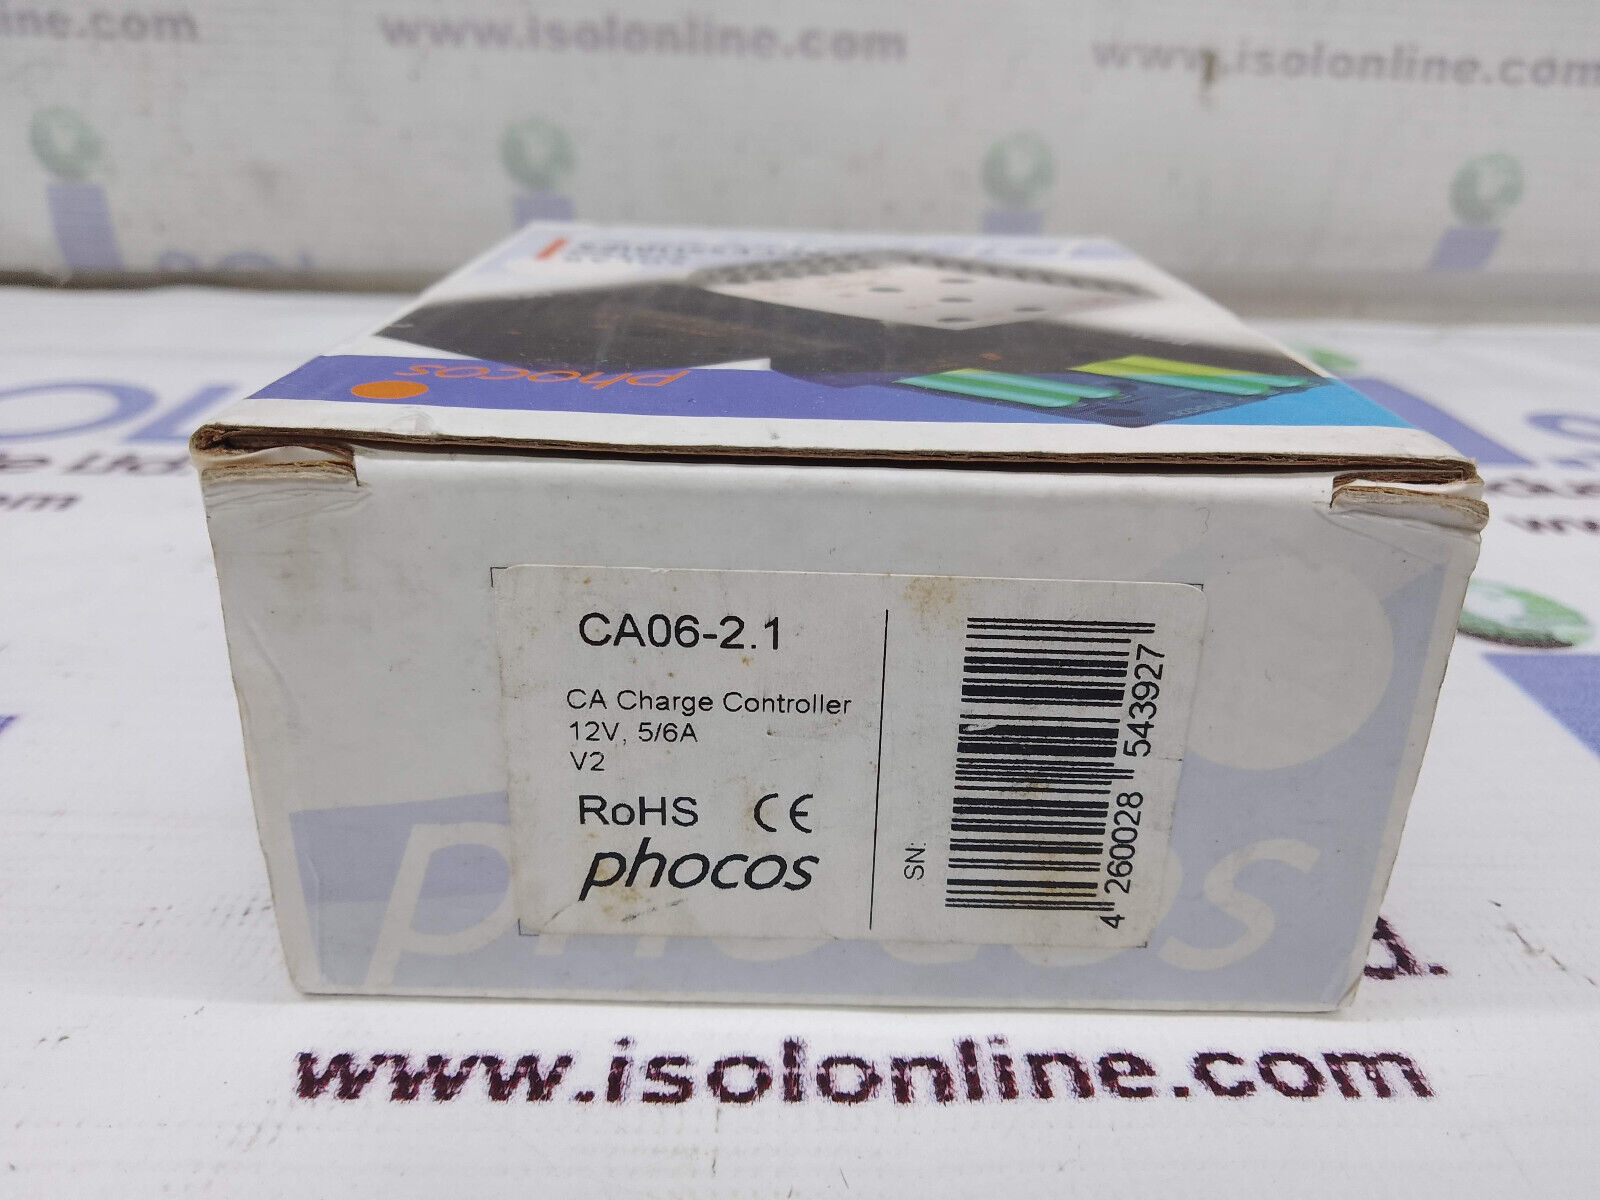 www.isolonline.com
www.isolonline.com
phocos
CA06-2.1
CA Charge Controller
12V, 5/6A
V2
RoHS CE
phocos
SN:
4 260028 543927
phocos
www.isolonline.com